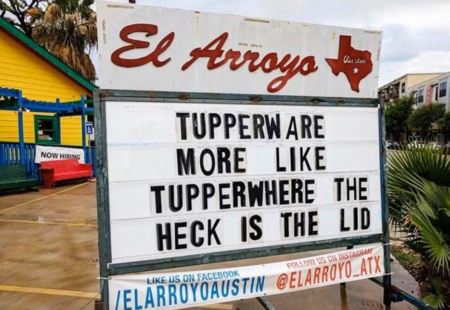 El Arroyo
NOW HIRING
TUPPERWARE
MORE LIKE
TUPPERWHERE THE
HECK IS THE LID
LIKE US ON FACEBOOK
/ELARROYOAUSTIN
FOLLOW US ON INSTAGRAM
@ELARROYO_ATX